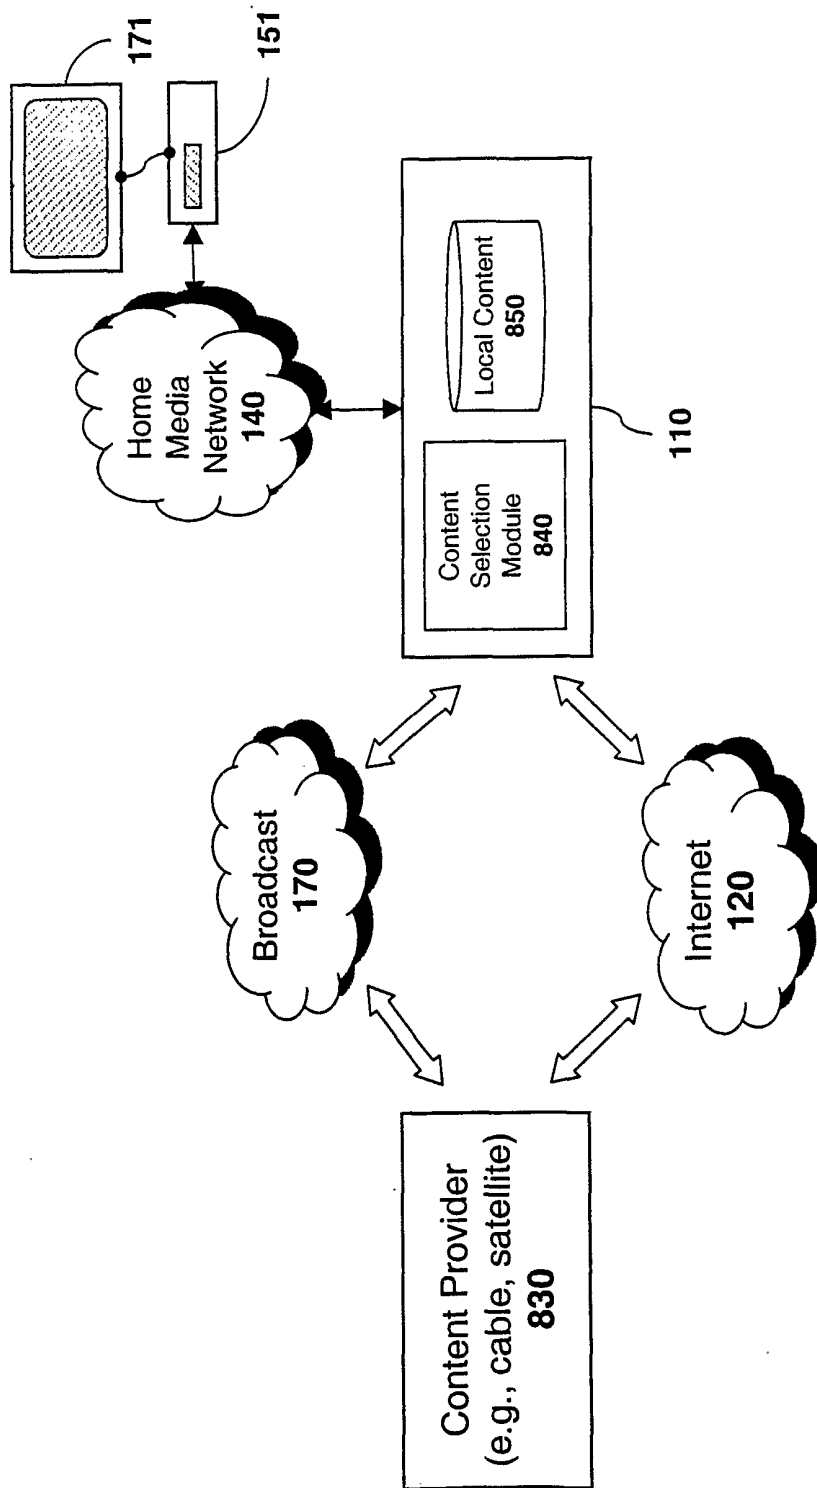 Content Provider
(e.g., cable, satellite)
830
Broadcast
170
Internet
120
Content
Selection
Module
840
Local Content
850
110
Home
Media
Network
140
171
151